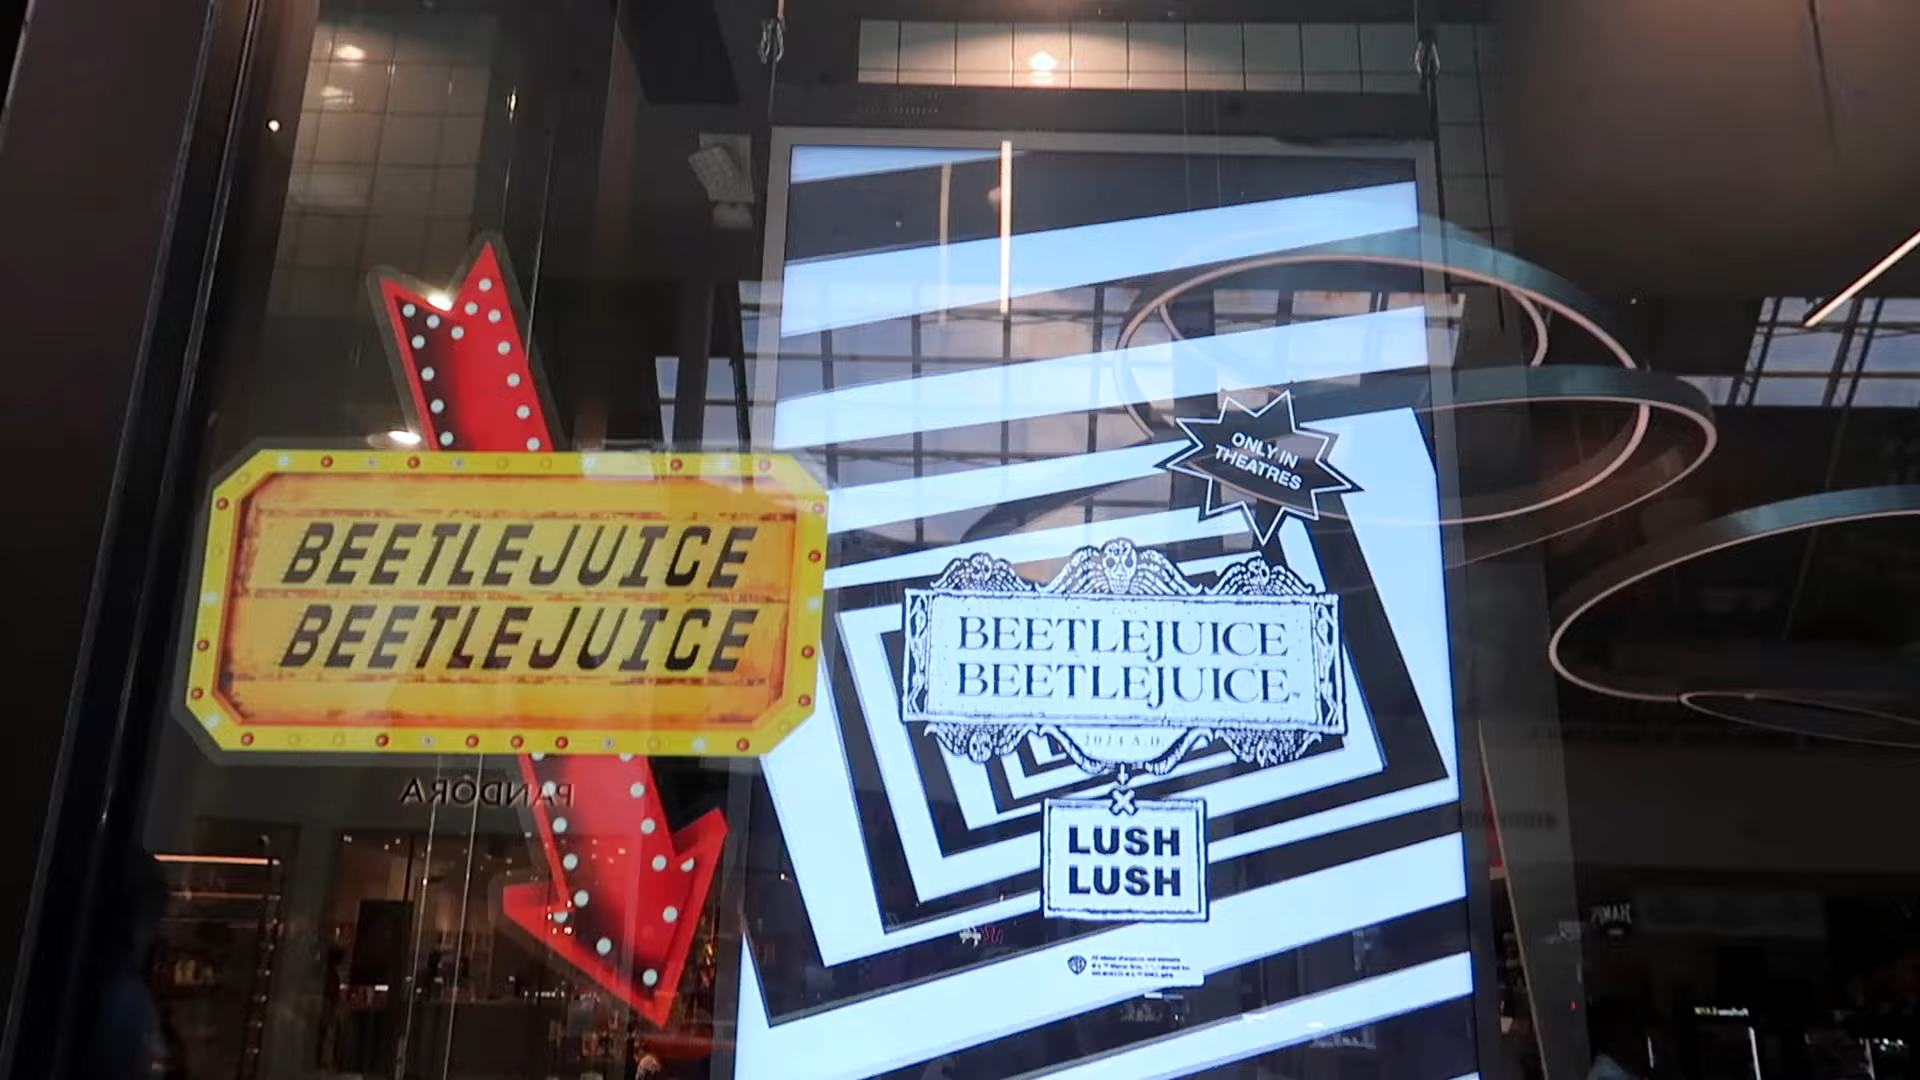 BEETLEJUICE
BEETLEJUICE
ONLY IN
THEATRES
BEETLEJUICE
BEETLEJUICE
2024 A.D.
X
LUSH
LUSH
PANDORA